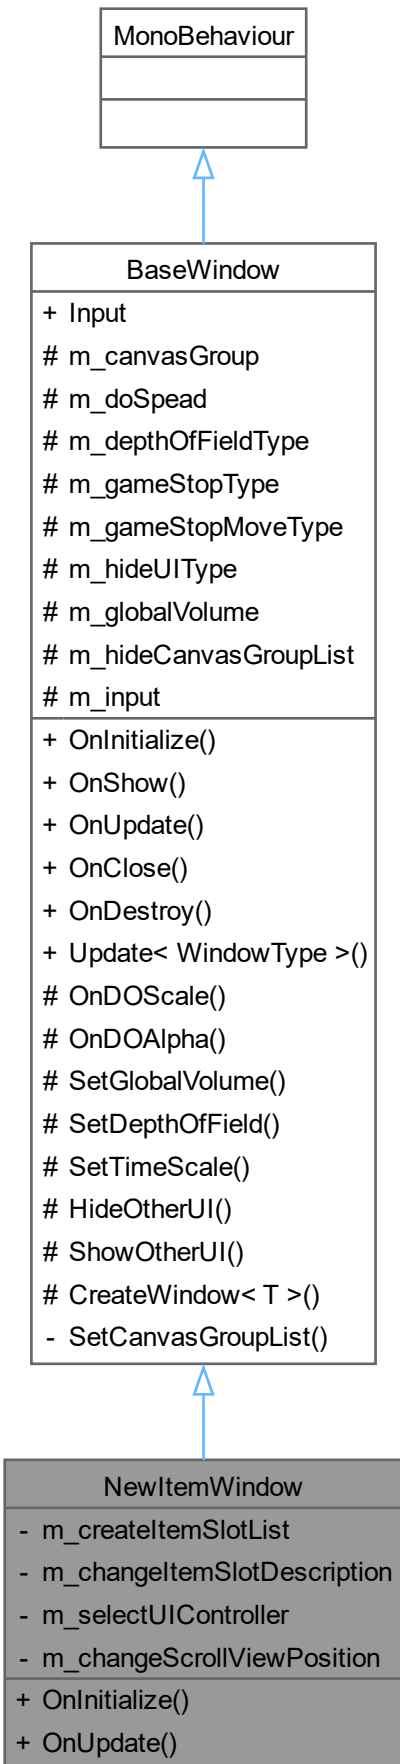 MonoBehaviour
BaseWindow
+ Input
# m_canvasGroup
# m_doSpead
# m_depthOfFieldType
# m_gameStopType
# m_gameStopMoveType
# m_hideUIType
# m_globalVolume
# m_hideCanvasGroupList
# m_input
+ OnInitialize()
+ OnShow()
+ OnUpdate()
+ OnClose()
+ OnDestroy()
+ Update< WindowType >()
# OnDOScale()
# OnDOAlpha()
# SetGlobalVolume()
# SetDepthOfField()
# SetTimeScale()
# HideOtherUI()
# ShowOtherUI()
# CreateWindow< T >()
- SetCanvasGroupList()
NewItemWindow
- m_createItemSlotList
- m_changeItemSlotDescription
- m_selectUIController
- m_changeScrollViewPosition
+ OnInitialize()
+ OnUpdate()